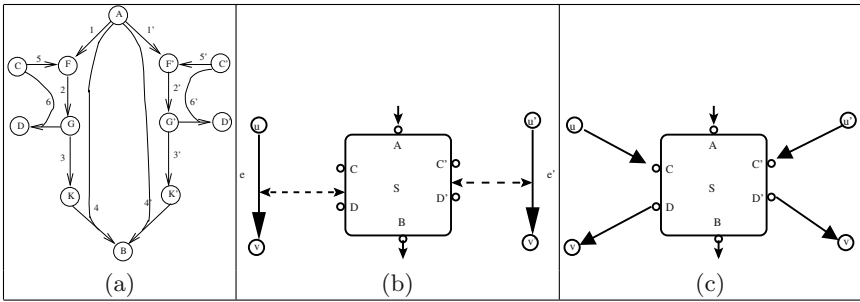 A
1 1'
C 5 F F' 5' C'
6 2 2' 6'
D G G' D'
3 3'
K K'
4 4'
B
(a)
u u'
A
e C C' e'
S
D D'
B
v v
(b)
u u'
A
C C'
S
D D'
B
v v
(c)